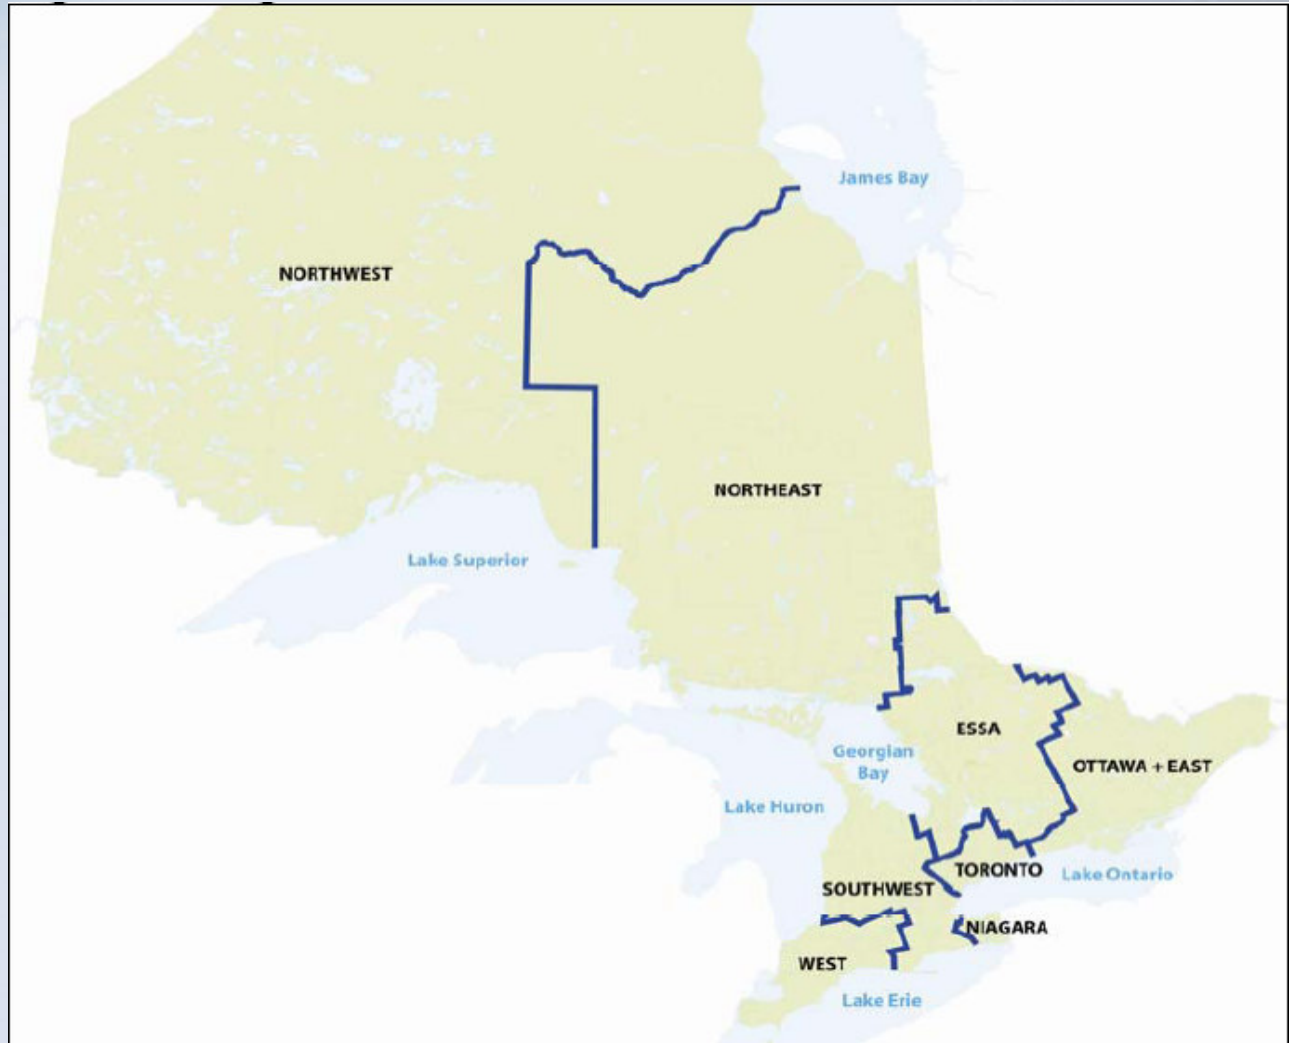 James Bay
NORTHWEST
NORTHEAST
Lake Superior
ESSA
Georgian
Bay
OTTAWA + EAST
Lake Huron
TORONTO
Lake Ontario
SOUTHWEST
NIAGARA
WEST
Lake Erie